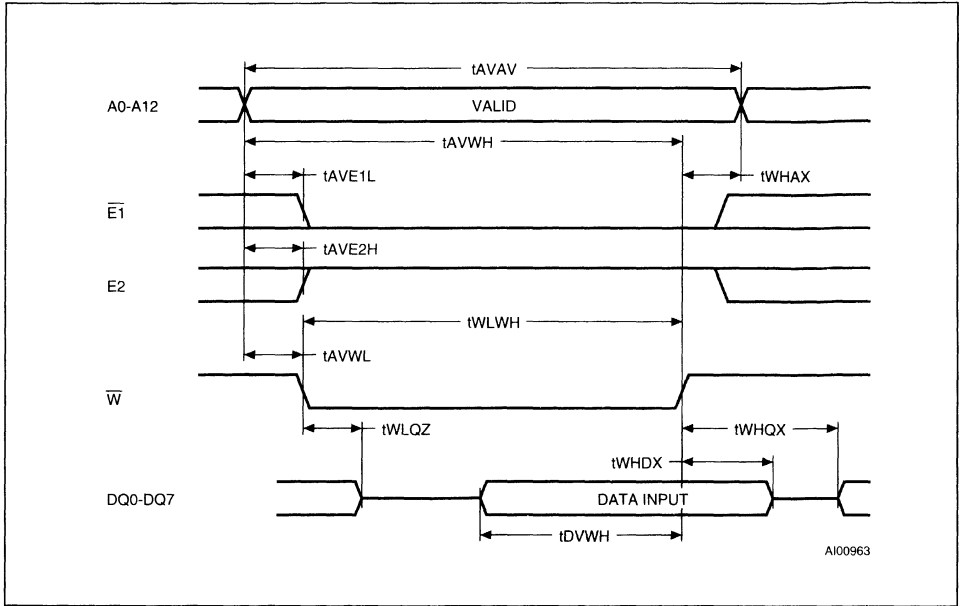 tAVAV
A0-A12
VALID
tAVWH
tAVE1L
tWHAX
E1
tAVE2H
E2
tWLWH
tAVWL
W
tWLQZ
tWHQX
tWHDX
DQ0-DQ7
DATA INPUT
tDVWH
AI00963